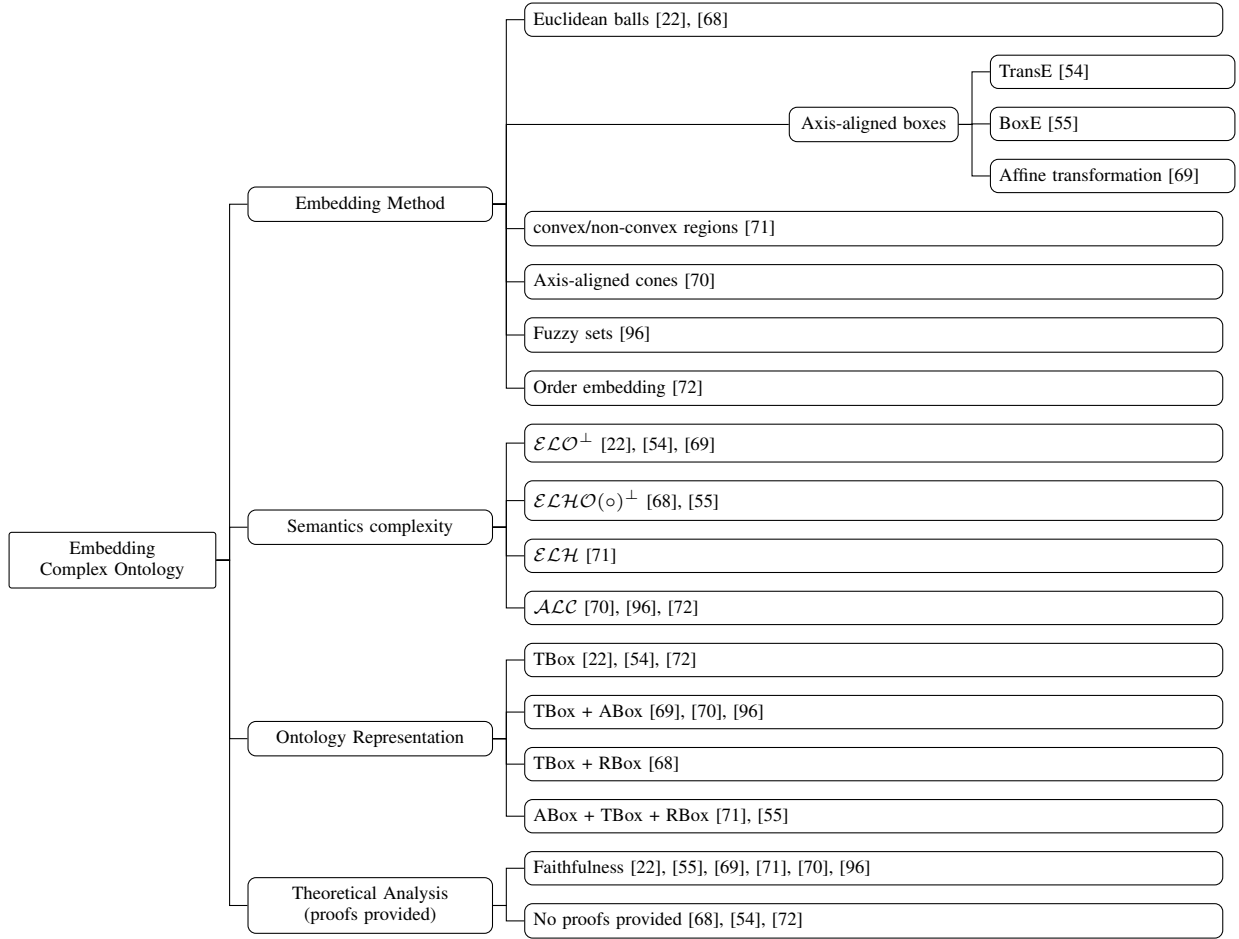 Embedding
Complex Ontology
Embedding Method
Euclidean balls [22], [68]
Axis-aligned boxes
TransE [54]
BoxE [55]
Affine transformation [69]
convex/non-convex regions [71]
Axis-aligned cones [70]
Fuzzy sets [96]
Order embedding [72]
Semantics complexity
𝓔𝓛𝓞⊥ [22], [54], [69]
𝓔𝓛𝓗𝓞(∘)⊥ [68], [55]
𝓔𝓛𝓗 [71]
𝓐𝓛𝓒 [70], [96], [72]
Ontology Representation
TBox [22], [54], [72]
TBox + ABox [69], [70], [96]
TBox + RBox [68]
ABox + TBox + RBox [71], [55]
Theoretical Analysis
(proofs provided)
Faithfulness [22], [55], [69], [71], [70], [96]
No proofs provided [68], [54], [72]